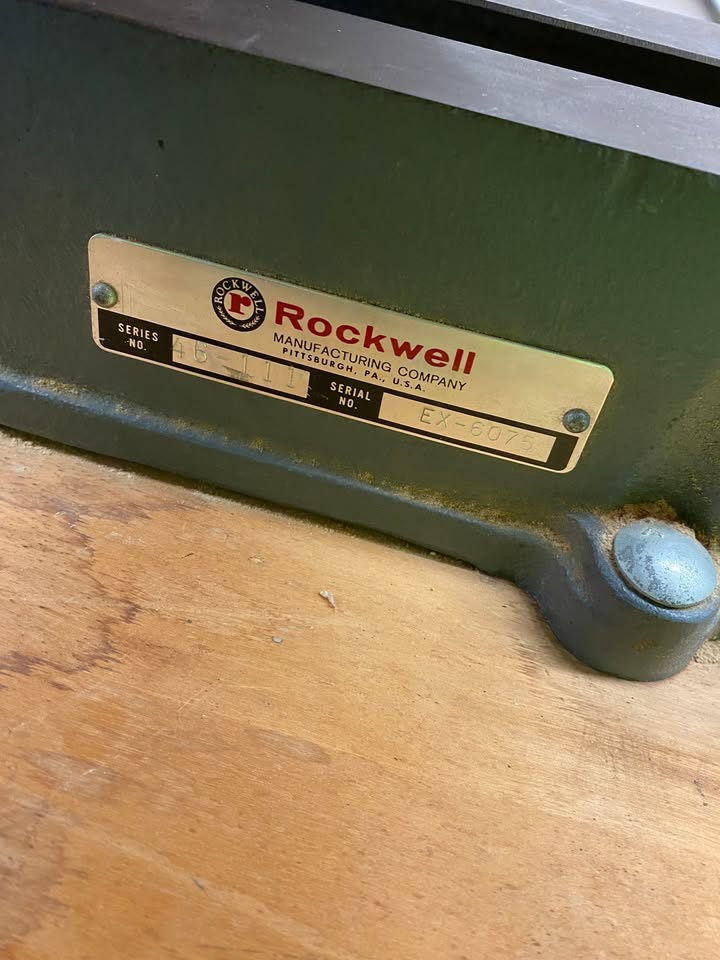 ROCKWELL
r
Rockwell
MANUFACTURING COMPANY
PITTSBURGH, PA., U.S.A.
SERIES NO. 46-111
SERIAL NO. EX-6075